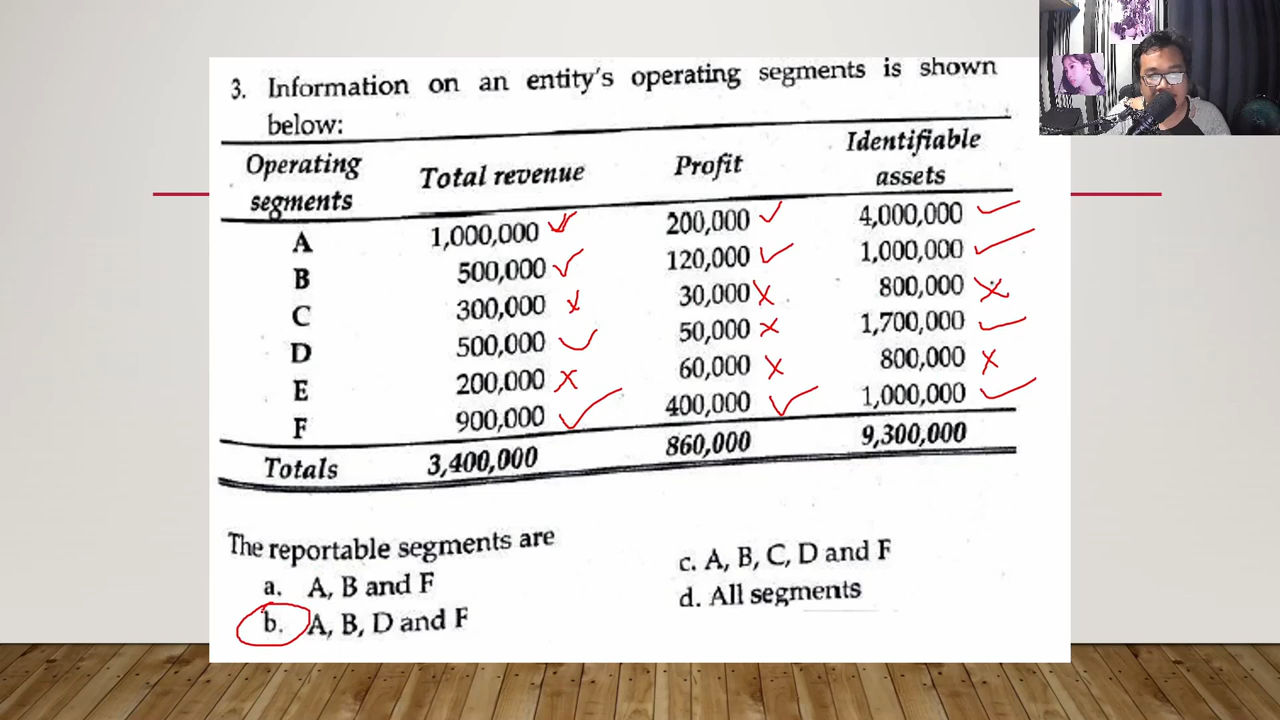 3. Information on an entity's operating segments is shown
below:
Operating segments Total revenue Profit Identifiable assets
A 1,000,000 200,000 4,000,000
B 500,000 120,000 1,000,000
C 300,000 30,000 800,000
D 500,000 50,000 1,700,000
E 200,000 60,000 800,000
F 900,000 400,000 1,000,000
Totals 3,400,000 860,000 9,300,000
The reportable segments are
a. A, B and F
b. A, B, D and F
c. A, B, C, D and F
d. All segments